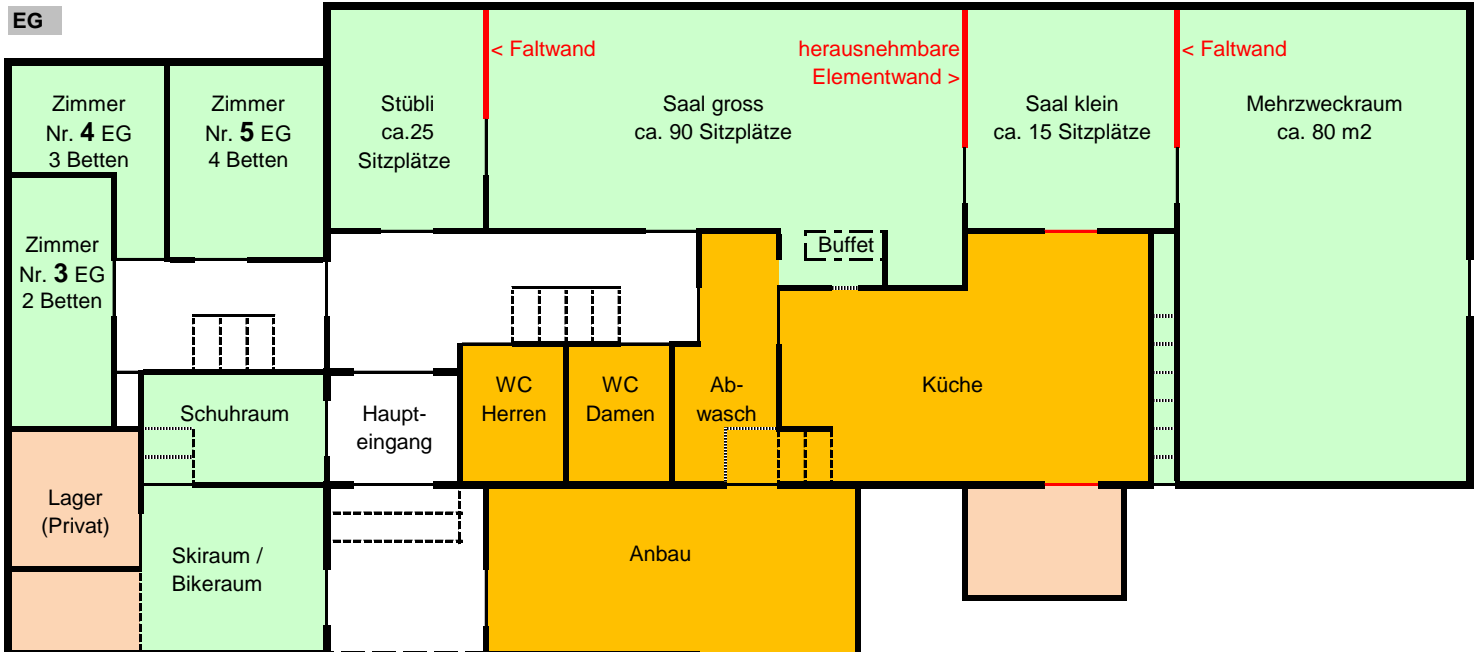 EG
< Faltwand
herausnehmbare
Elementwand >
< Faltwand
Zimmer
Nr. 4 EG
3 Betten
Zimmer
Nr. 5 EG
4 Betten
Stübli
ca.25
Sitzplätze
Saal gross
ca. 90 Sitzplätze
Saal klein
ca. 15 Sitzplätze
Mehrzweckraum
ca. 80 m2
Zimmer
Nr. 3 EG
2 Betten
Buffet
Schuhraum
Haupt-
eingang
WC
Herren
WC
Damen
Ab-
wasch
Küche
Lager
(Privat)
Skiraum /
Bikeraum
Anbau